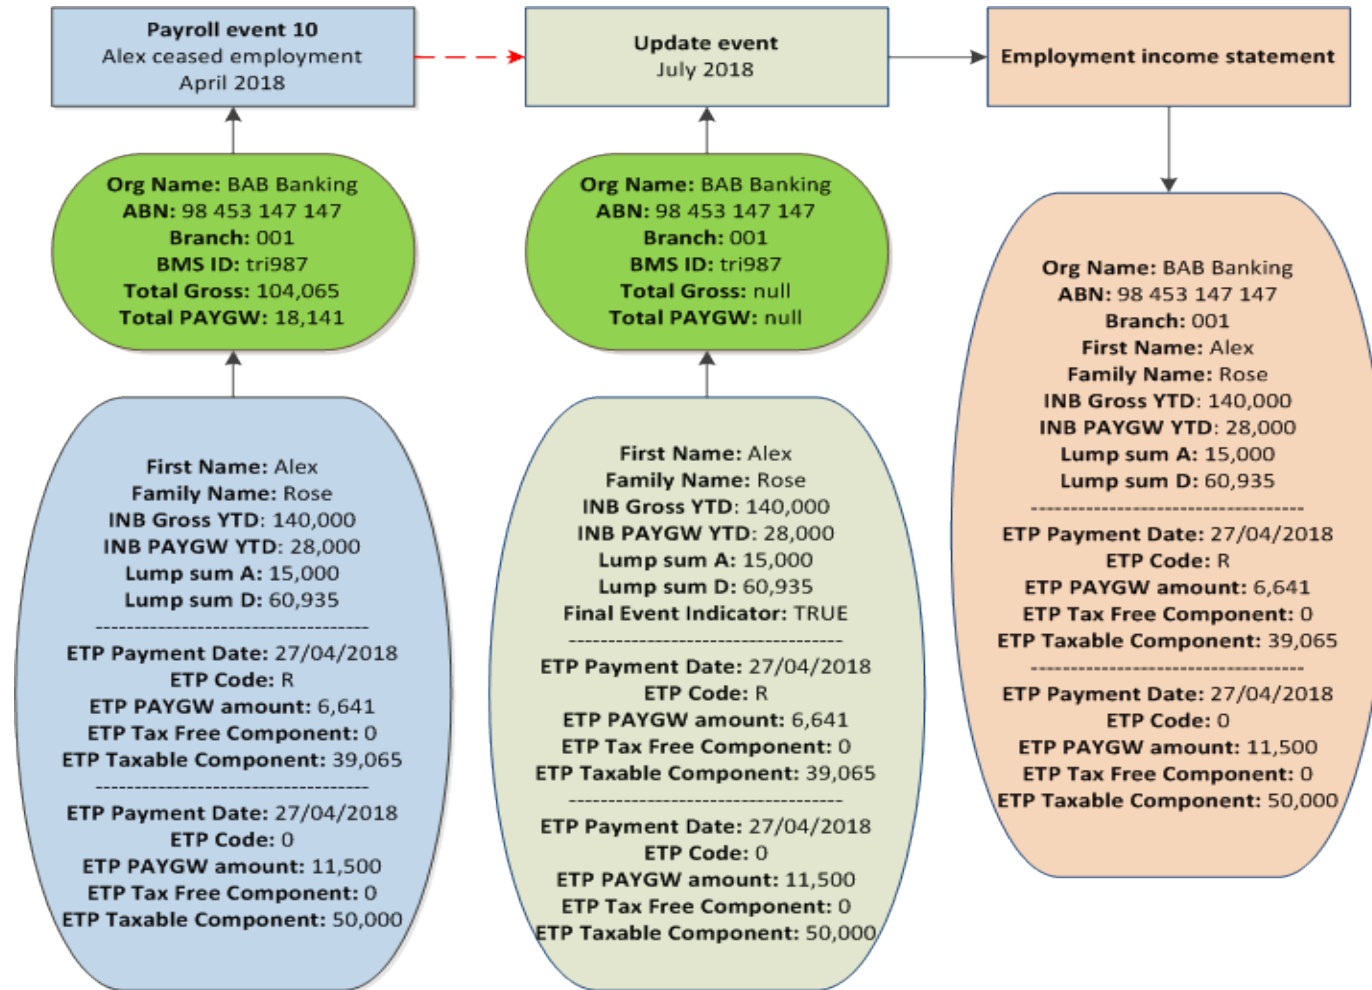 Payroll event 10
Alex ceased employment
April 2018
Org Name: BAB Banking
ABN: 98 453 147 147
Branch: 001
BMS ID: tri987
Total Gross: 104,065
Total PAYGW: 18,141
First Name: Alex
Family Name: Rose
INB Gross YTD: 140,000
INB PAYGW YTD: 28,000
Lump sum A: 15,000
Lump sum D: 60,935
------------------------------------
ETP Payment Date: 27/04/2018
ETP Code: R
ETP PAYGW amount: 6,641
ETP Tax Free Component: 0
ETP Taxable Component: 39,065
------------------------------------
ETP Payment Date: 27/04/2018
ETP Code: 0
ETP PAYGW amount: 11,500
ETP Tax Free Component: 0
ETP Taxable Component: 50,000
Update event
July 2018
Org Name: BAB Banking
ABN: 98 453 147 147
Branch: 001
BMS ID: tri987
Total Gross: null
Total PAYGW: null
First Name: Alex
Family Name: Rose
INB Gross YTD: 140,000
INB PAYGW YTD: 28,000
Lump sum A: 15,000
Lump sum D: 60,935
Final Event Indicator: TRUE
------------------------------------
ETP Payment Date: 27/04/2018
ETP Code: R
ETP PAYGW amount: 6,641
ETP Tax Free Component: 0
ETP Taxable Component: 39,065
------------------------------------
ETP Payment Date: 27/04/2018
ETP Code: 0
ETP PAYGW amount: 11,500
ETP Tax Free Component: 0
ETP Taxable Component: 50,000
Employment income statement
Org Name: BAB Banking
ABN: 98 453 147 147
Branch: 001
First Name: Alex
Family Name: Rose
INB Gross YTD: 140,000
INB PAYGW YTD: 28,000
Lump sum A: 15,000
Lump sum D: 60,935
------------------------------------
ETP Payment Date: 27/04/2018
ETP Code: R
ETP PAYGW amount: 6,641
ETP Tax Free Component: 0
ETP Taxable Component: 39,065
------------------------------------
ETP Payment Date: 27/04/2018
ETP Code: 0
ETP PAYGW amount: 11,500
ETP Tax Free Component: 0
ETP Taxable Component: 50,000